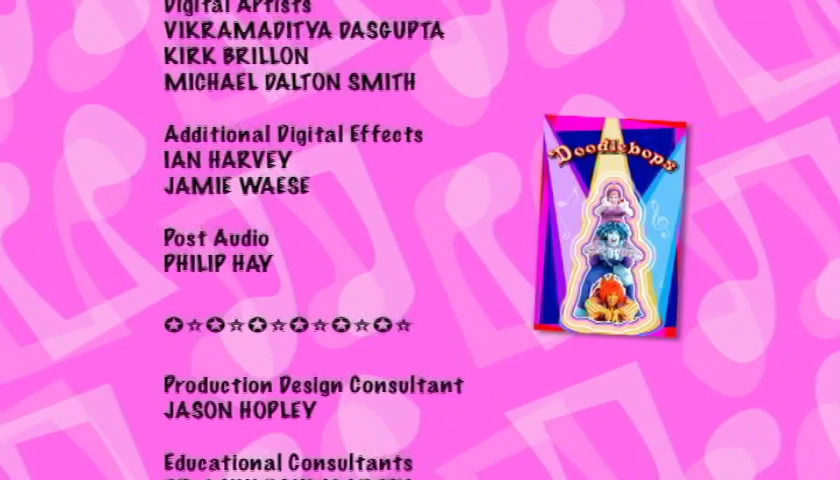 Digital Artists
VIKRAMADITYA DASGUPTA
KIRK BRILLON
MICHAEL DALTON SMITH
Additional Digital Effects
IAN HARVEY
JAMIE WAESE
Post Audio
PHILIP HAY
✪☆✪☆✪☆✪☆✪☆✪☆
Doodlebops
Production Design Consultant
JASON HOPLEY
Educational Consultants